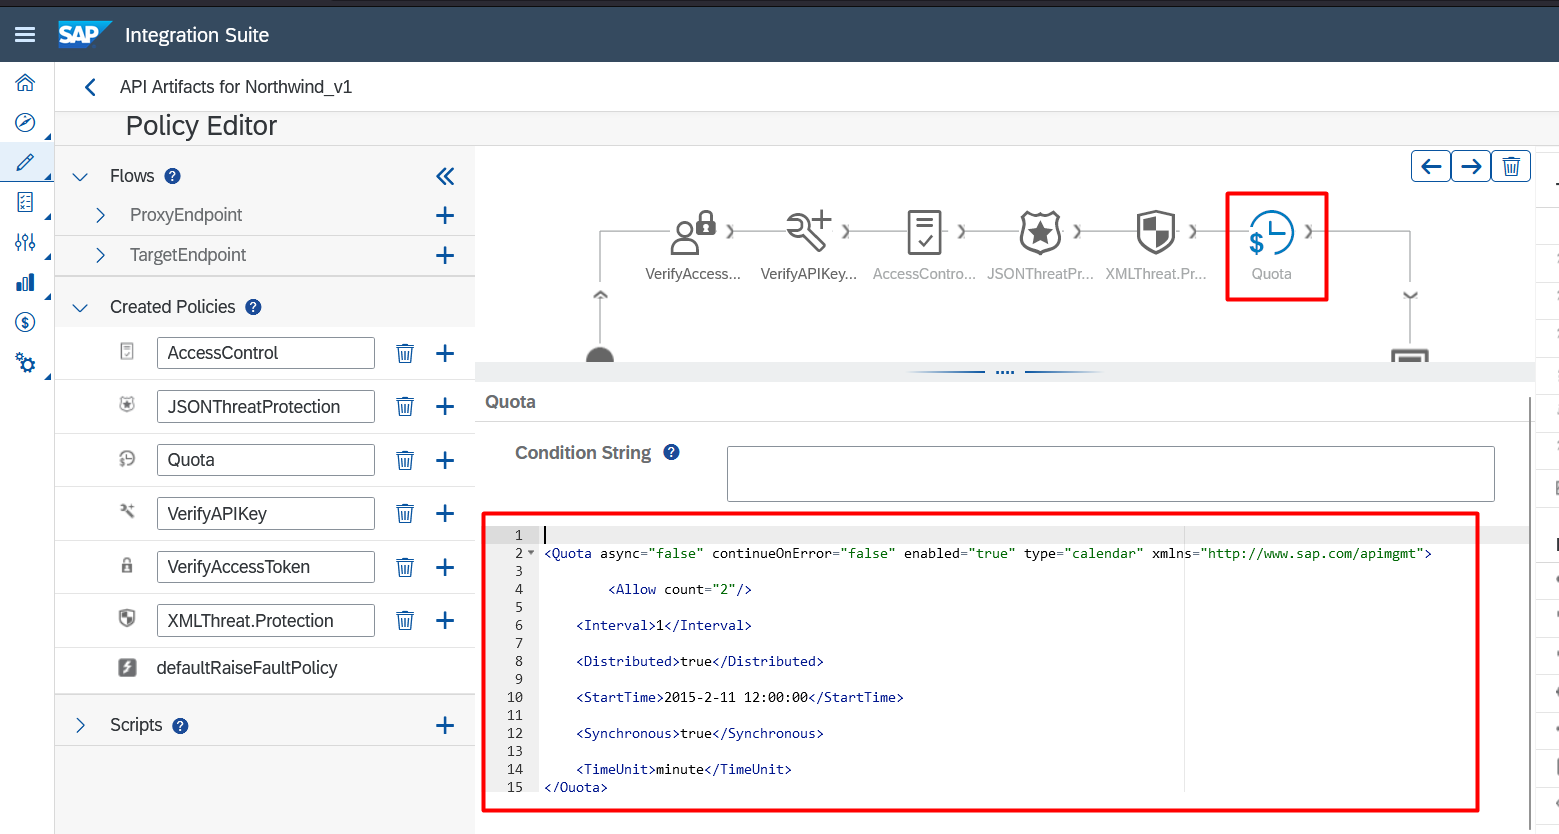 SAP Integration Suite
API Artifacts for Northwind_v1
Policy Editor
Flows ?
ProxyEndpoint
TargetEndpoint
Created Policies ?
AccessControl
JSONThreatProtection
Quota
VerifyAPIKey
VerifyAccessToken
XMLThreat.Protection
defaultRaiseFaultPolicy
Scripts ?
VerifyAccess... VerifyAPIKey... AccessContro... JSONThreatPr... XMLThreat.Pr... Quota
Quota
Condition String ?
1
2 <Quota async="false" continueOnError="false" enabled="true" type="calendar" xmlns="http://www.sap.com/apimgmt">
3
4 <Allow count="2"/>
5
6 <Interval>1</Interval>
7
8 <Distributed>true</Distributed>
9
10 <StartTime>2015-2-11 12:00:00</StartTime>
11
12 <Synchronous>true</Synchronous>
13
14 <TimeUnit>minute</TimeUnit>
15 </Quota>